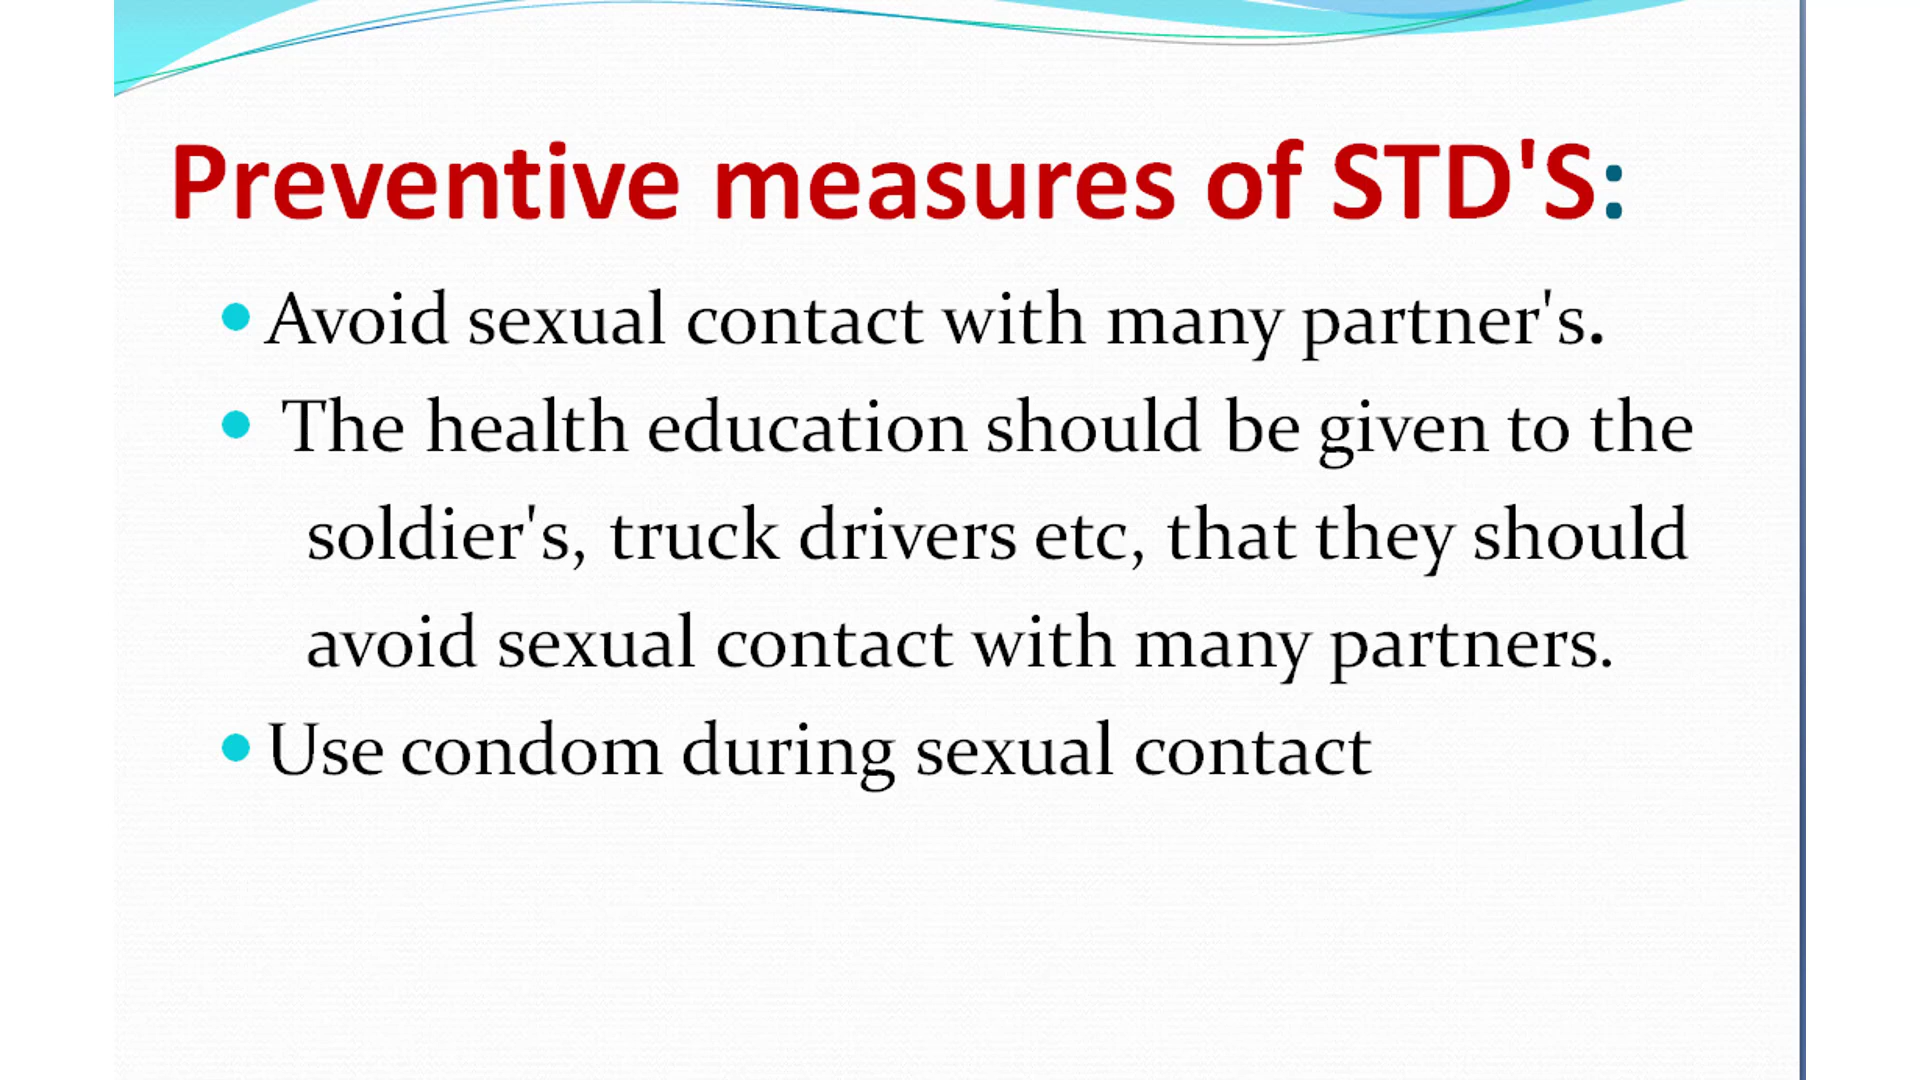 Preventive measures of STD'S:
• Avoid sexual contact with many partner's.
• The health education should be given to the
soldier's, truck drivers etc, that they should
avoid sexual contact with many partners.
• Use condom during sexual contact